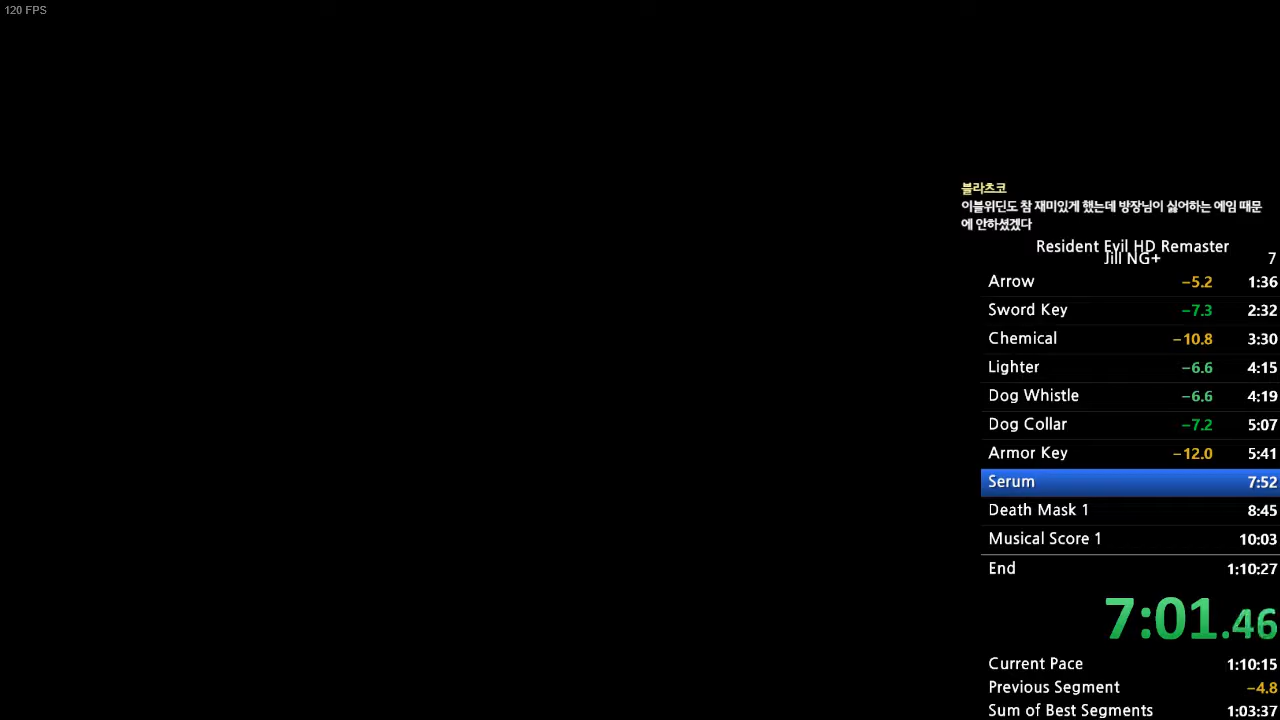 120 FPS
블라츠코
이블위딘도 참 재미있게 했는데 방장님이 싫어하는 에임 때문
에 안하셨겠다
Resident Evil HD Remaster
Jill NG+ 7
Arrow −5.2 1:36
Sword Key −7.3 2:32
Chemical −10.8 3:30
Lighter −6.6 4:15
Dog Whistle −6.6 4:19
Dog Collar −7.2 5:07
Armor Key −12.0 5:41
Serum 7:52
Death Mask 1 8:45
Musical Score 1 10:03
End 1:10:27
7:01.46
Current Pace 1:10:15
Previous Segment −4.8
Sum of Best Segments 1:03:37